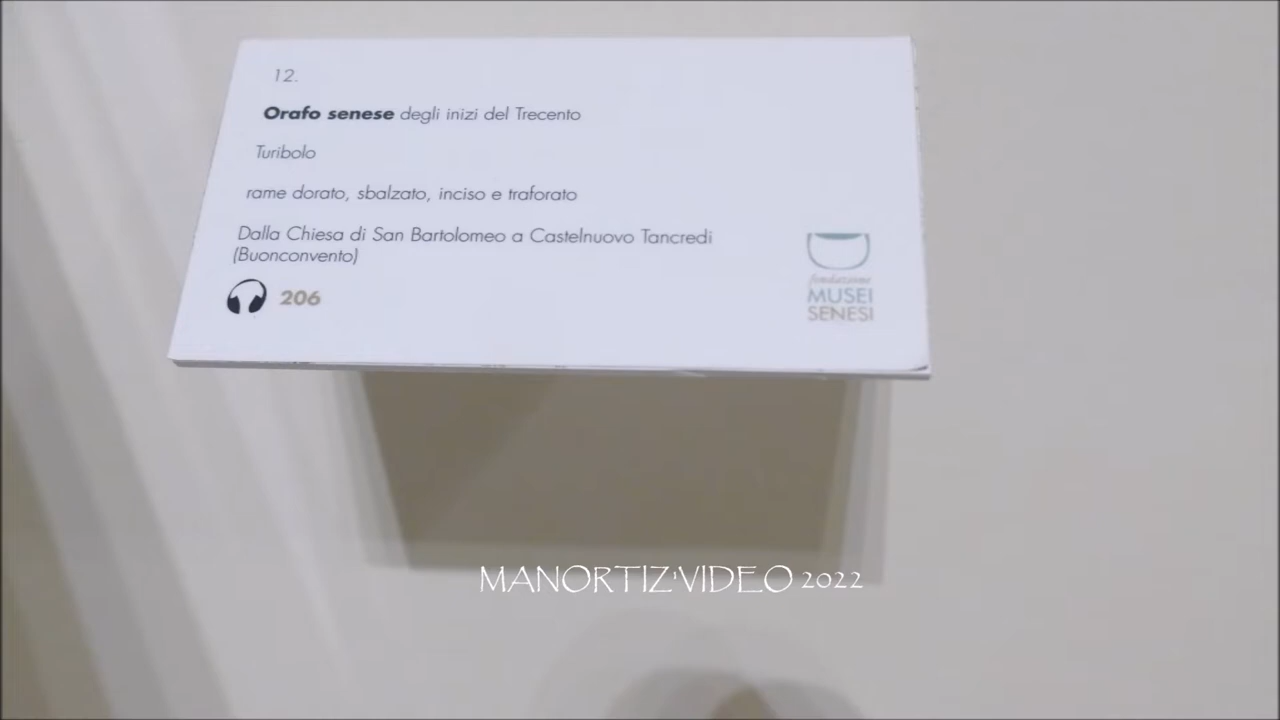 12.
Orafo senese degli inizi del Trecento
Turibolo
rame dorato, sbalzato, inciso e traforato
Dalla Chiesa di San Bartolomeo a Castelnuovo Tancredi
(Buonconvento)
206
fondazione
MUSEI
SENESI
MANORTIZ'VIDEO 2022